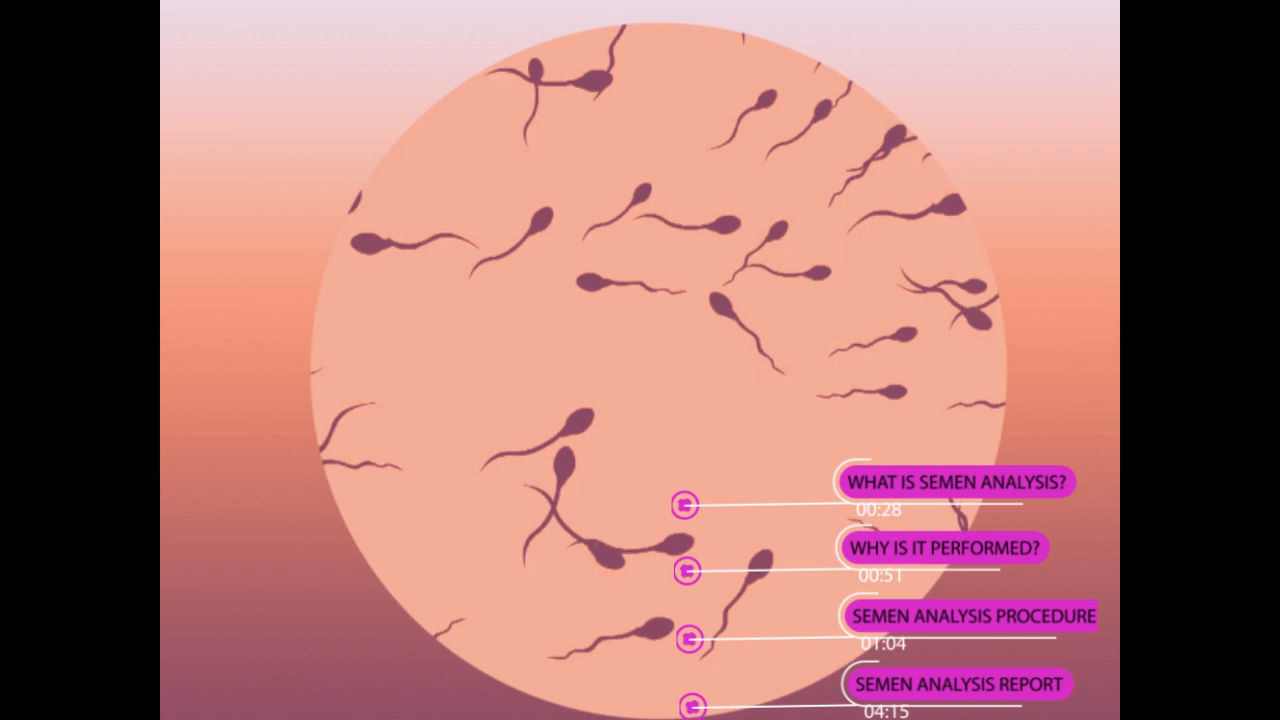 WHAT IS SEMEN ANALYSIS?
00:28
WHY IS IT PERFORMED?
00:51
SEMEN ANALYSIS PROCEDURE
01:04
SEMEN ANALYSIS REPORT
04:15